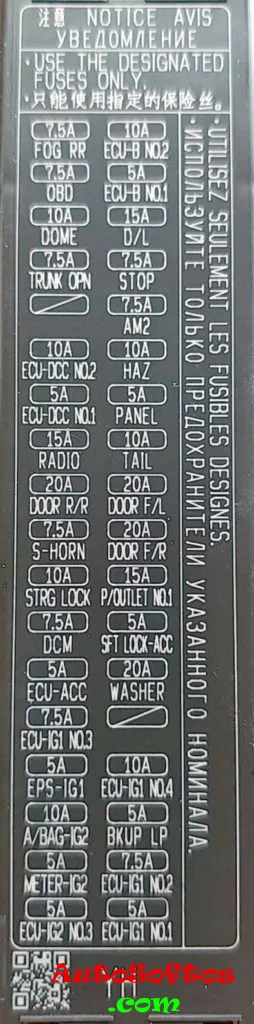 注意 NOTICE AVIS
УВЕДОМЛЕНИЕ
・USE THE DESIGNATED
FUSES ONLY.
・只能使用指定的保险丝。
・UTILISEZ SEULEMENT LES FUSIBLES DESIGNES.
・ИСПОЛЬЗУЙТЕ ТОЛЬКО ПРЕДОХРАНИТЕЛИ УКАЗАННОГО НОМИНАЛА.
7.5A 10A
FOG RR ECU-B NO.2
7.5A 5A
OBD ECU-B NO.1
10A 15A
DOME D/L
7.5A 7.5A
TRUNK OPN STOP
7.5A
AM2
10A 10A
ECU-DCC NO.2 HAZ
5A 5A
ECU-DCC NO.1 PANEL
15A 10A
RADIO TAIL
20A 20A
DOOR R/R DOOR F/L
7.5A 20A
S-HORN DOOR F/R
10A 15A
STRG LOCK P/OUTLET NO.1
7.5A 5A
DCM SFT LOCK-ACC
5A 20A
ECU-ACC WASHER
7.5A
ECU-IG1 NO.3
5A 10A
EPS-IG1 ECU-IG1 NO.4
10A 5A
A/BAG-IG2 BKUP LP
5A 7.5A
METER-IG2 ECU-IG1 NO.2
5A 5A
ECU-IG2 NO.3 ECU-IG1 NO.1
AutoSoftos
.com